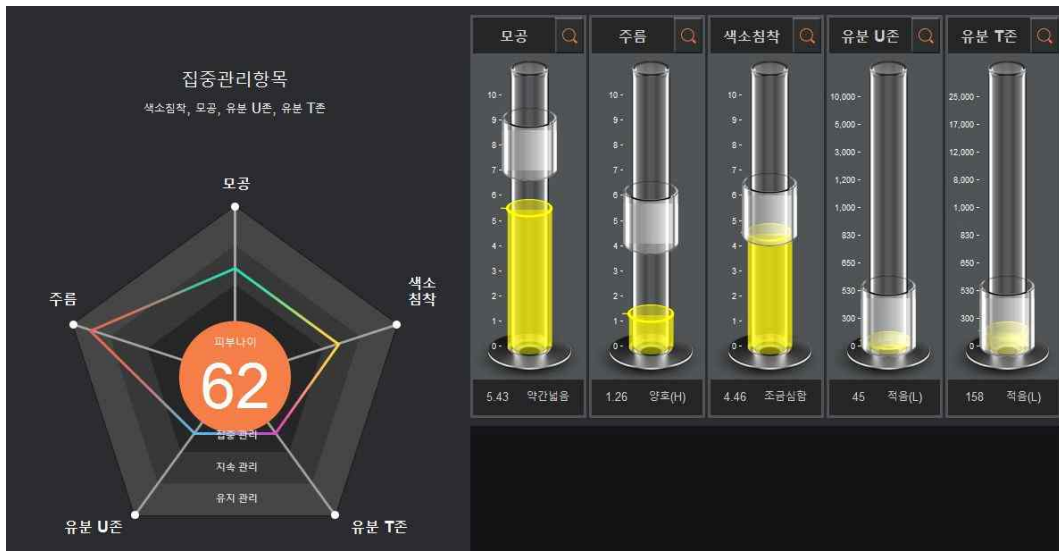 집중관리항목
색소침착, 모공, 유분 U존, 유분 T존
모공
색소
침착
주름
피부나이
62
집중 관리
지속 관리
유지 관리
유분 U존
유분 T존
모공
10
9
8
7
6
5
4
3
2
1
0
5.43 약간넓음
주름
10
9
8
7
6
5
4
3
2
1
0
1.26 양호(H)
색소침착
10
9
8
7
6
5
4
3
2
1
0
4.46 조금심함
유분 U존
10,000
5,000
3,000
1,200
1,000
830
650
530
300
0
45 적음(L)
유분 T존
25,000
17,000
12,000
8,000
1,000
830
650
530
300
0
158 적음(L)